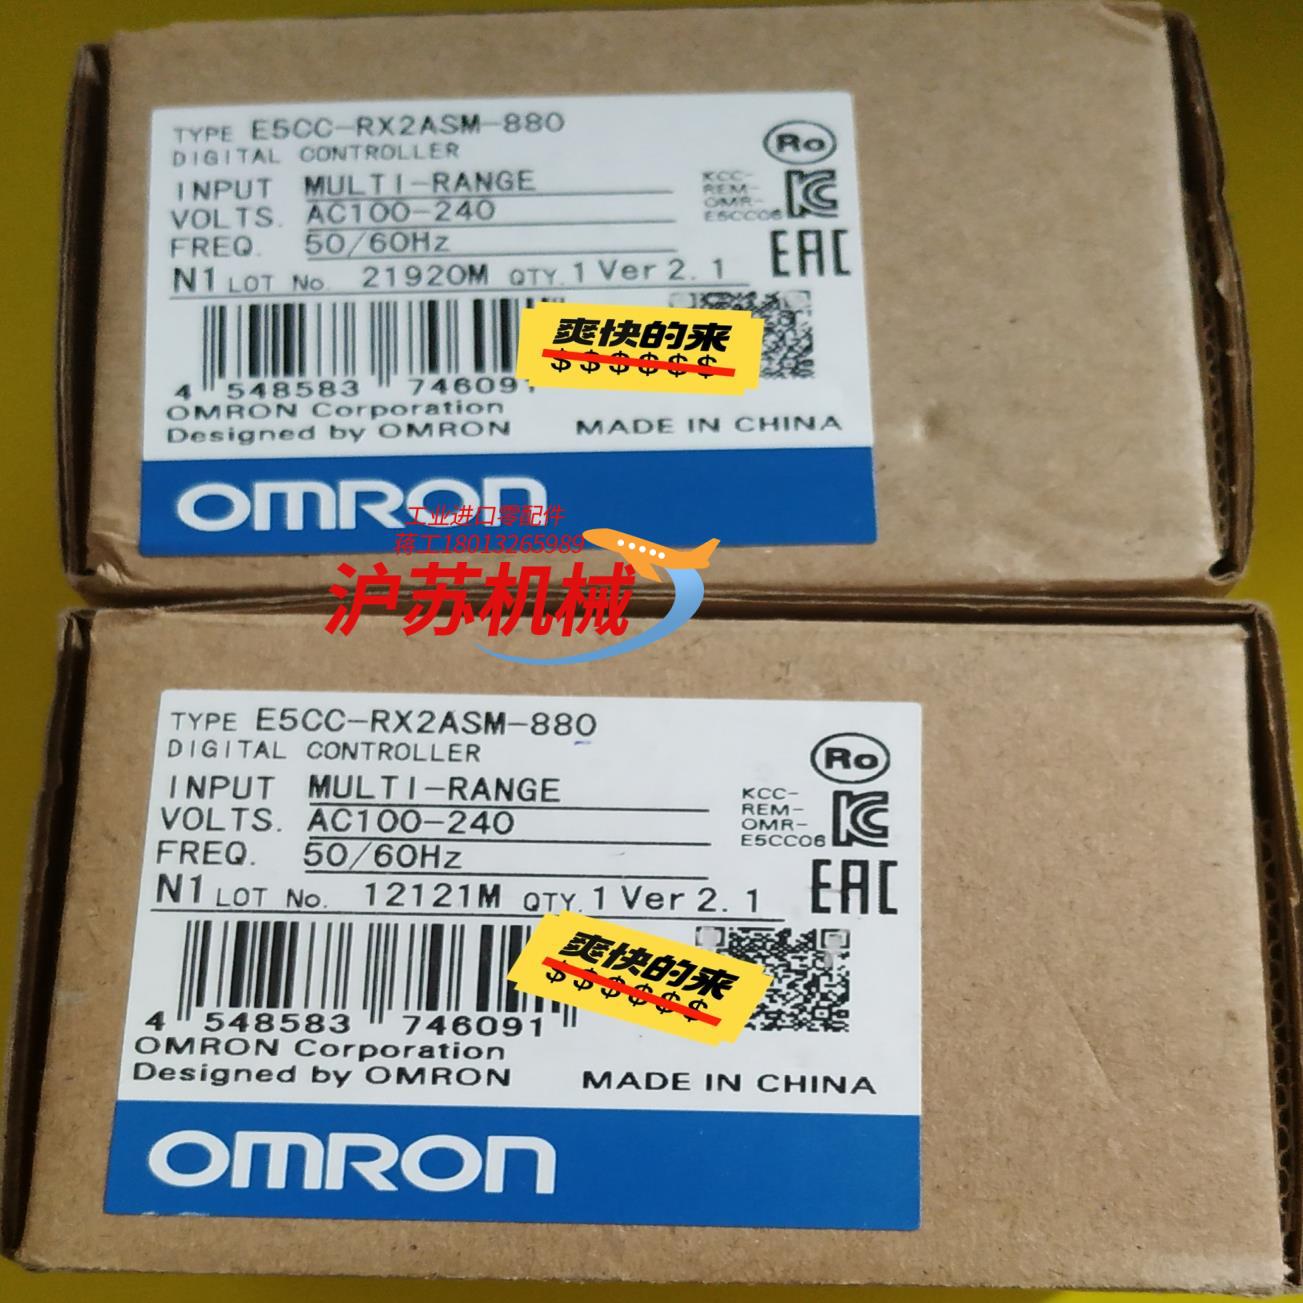 TYPE E5CC-RX2ASM-880
DIGITAL CONTROLLER
INPUT MULTI-RANGE
VOLTS. AC100-240
FREQ. 50/60Hz
N1 LOT No. 21920M QTY. 1 Ver 2.1
Ro
KCC-
REM-
OMR-
E5CC06
EAC
爽快的来
$$$$$$
4 548583 746091
OMRON Corporation
Designed by OMRON MADE IN CHINA
OMRON
工业进口零配件
蒋工18013265989
沪苏机械
TYPE E5CC-RX2ASM-880
DIGITAL CONTROLLER
INPUT MULTI-RANGE
VOLTS. AC100-240
FREQ. 50/60Hz
N1 LOT No. 12121M QTY. 1 Ver 2.1
Ro
KCC-
REM-
OMR-
E5CC06
EAC
爽快的来
$$$$$$
4 548583 746091
OMRON Corporation
Designed by OMRON MADE IN CHINA
OMRON